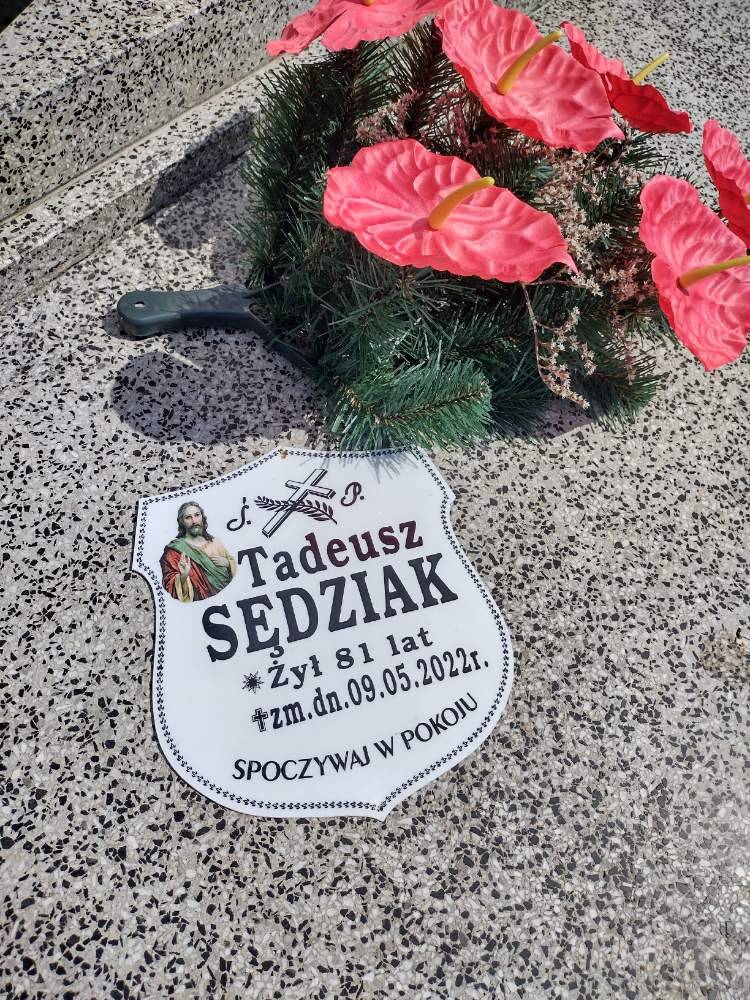 Ś. P.
Tadeusz
SĘDZIAK
Żył 81 lat
zm.dn.09.05.2022r.
SPOCZYWAJ W POKOJU